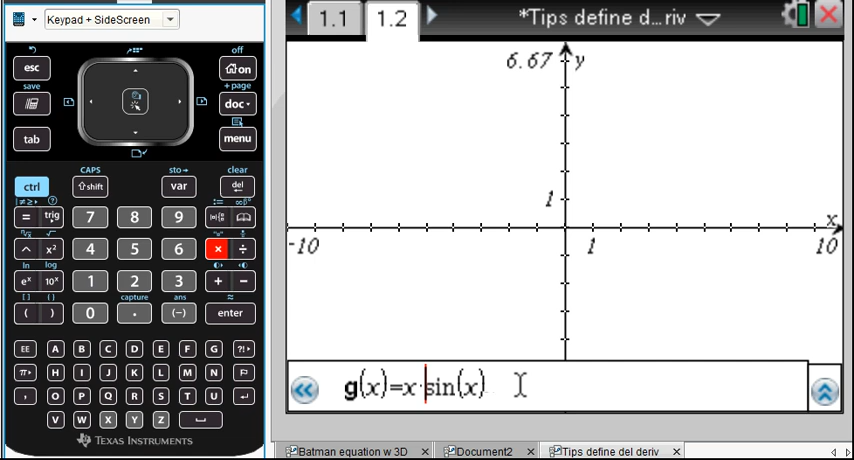 Keypad + SideScreen
esc
save
tab
off
on
+ page
doc
menu
CAPS
sto→
clear
ctrl
⇧shift
var
del
= trig 7 8 9
^ x² 4 5 6 × ÷
ln log
eˣ 10ˣ 1 2 3 + −
[ ] { } capture ans ≈
( ) 0 . (−) enter
EE A B C D E F G ?!▸
π▸ H I J K L M N
, O P Q R S T U ↵
V W X Y Z
TEXAS INSTRUMENTS
1.1 1.2 *Tips define d...riv
6.67 y
1
x
-10 1 10
g(x)=x·sin(x)
Batman equation w 3D × Document2 × Tips define del deriv ×